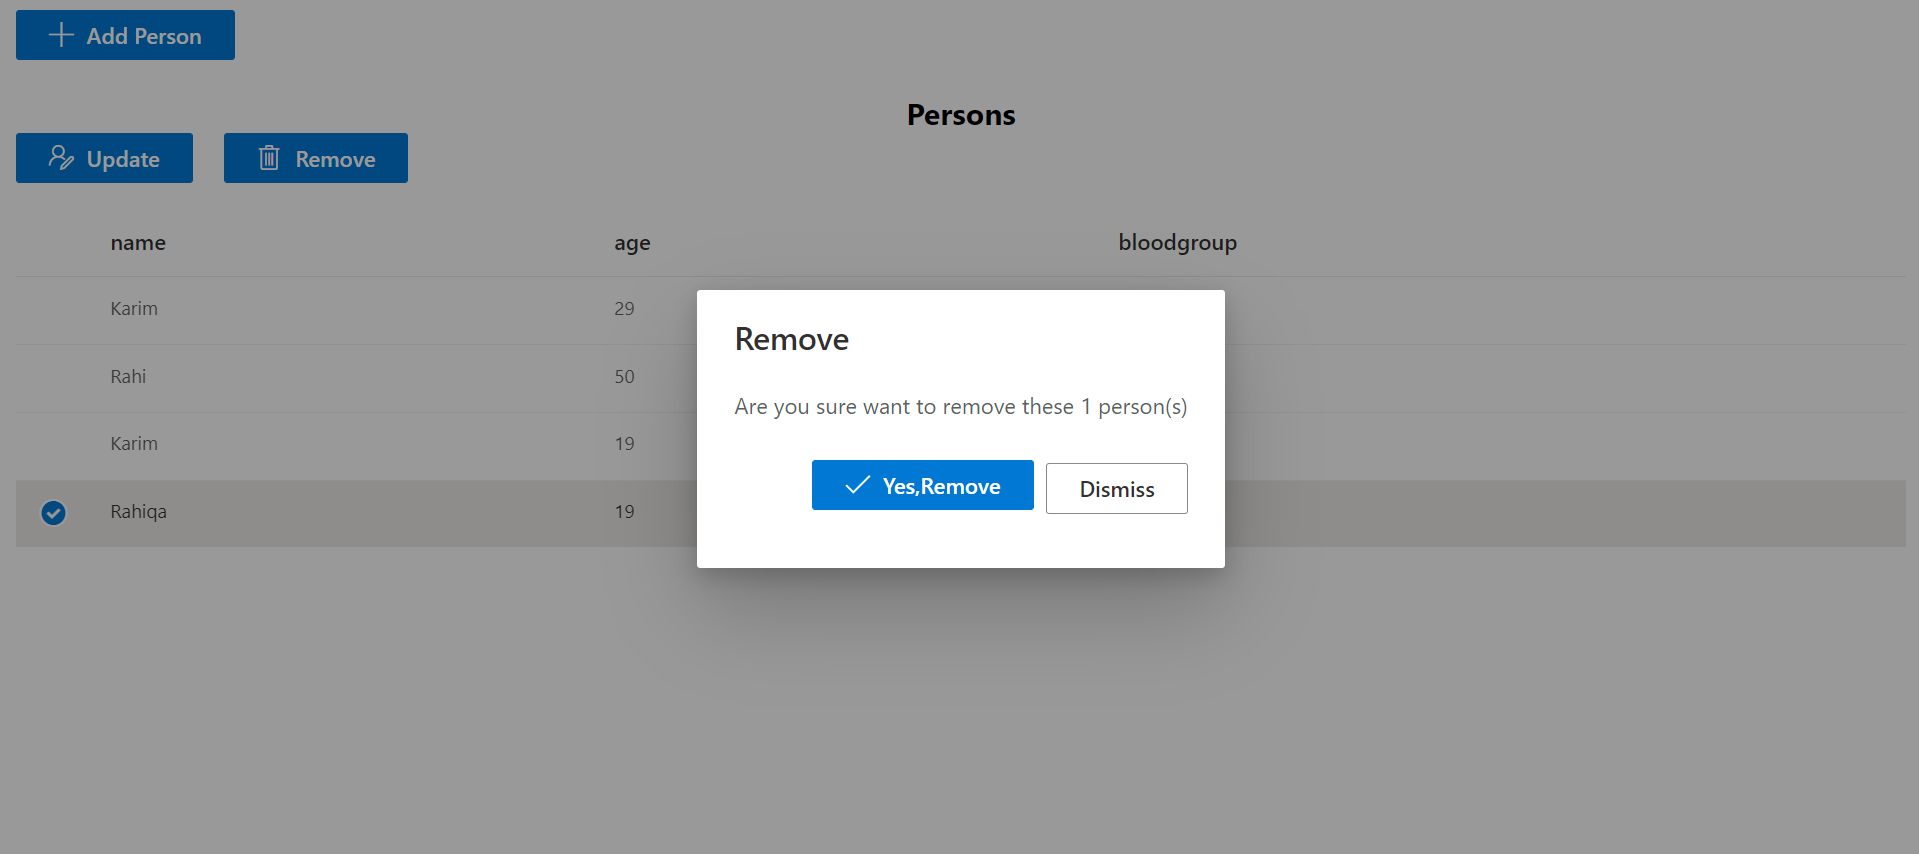 Add Person
Persons
Update Remove
name age bloodgroup
Karim 29
Rahi 50
Karim 19
Rahiqa 19
Remove
Are you sure want to remove these 1 person(s)
Yes,Remove Dismiss